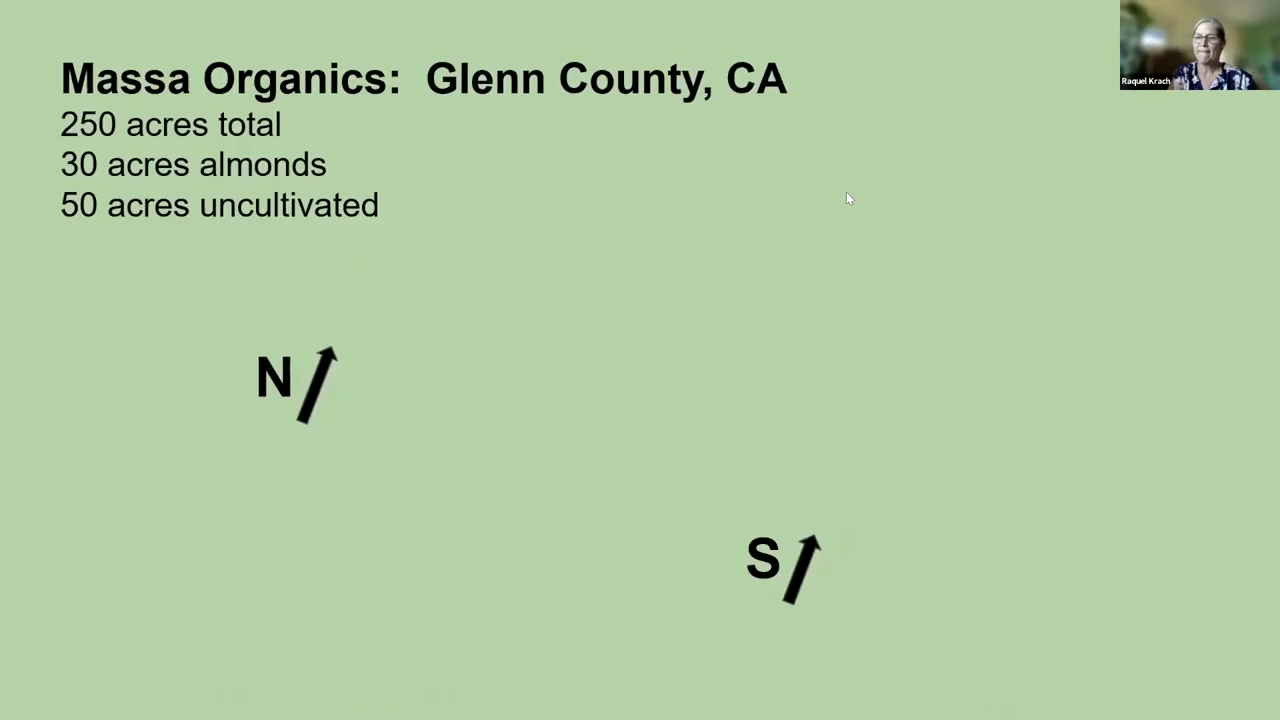 Massa Organics:  Glenn County, CA
250 acres total
30 acres almonds
50 acres uncultivated
N
S
Raquel Krach